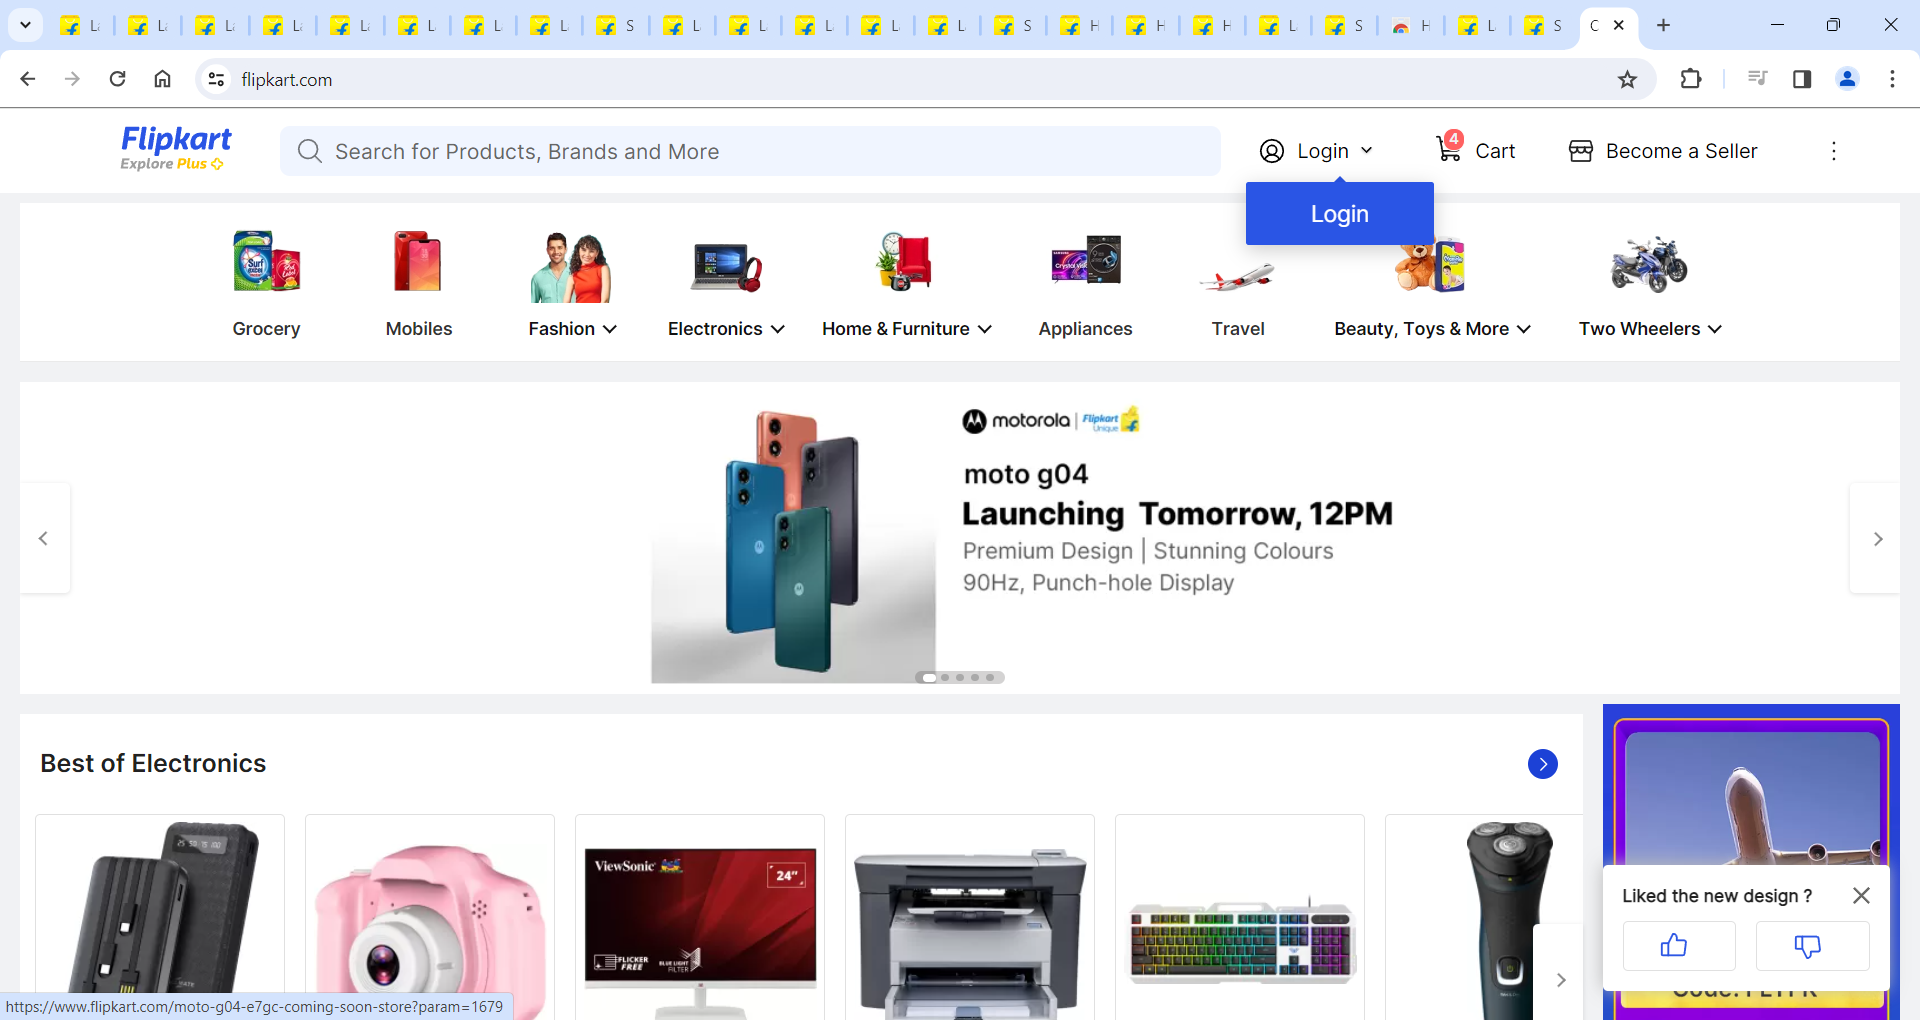 flipkart.com
Flipkart
Explore Plus
Search for Products, Brands and More
Login
4
Cart
Become a Seller
Login
Grocery
Mobiles
Fashion
Electronics
Home & Furniture
Appliances
Travel
Beauty, Toys & More
Two Wheelers
motorola | Flipkart Unique
moto g04
Launching Tomorrow, 12PM
Premium Design | Stunning Colours
90Hz, Punch-hole Display
Best of Electronics
ViewSonic
24"
FLICKER FREE
BLUE LIGHT FILTER
Liked the new design ?
https://www.flipkart.com/moto-g04-e7gc-coming-soon-store?param=1679